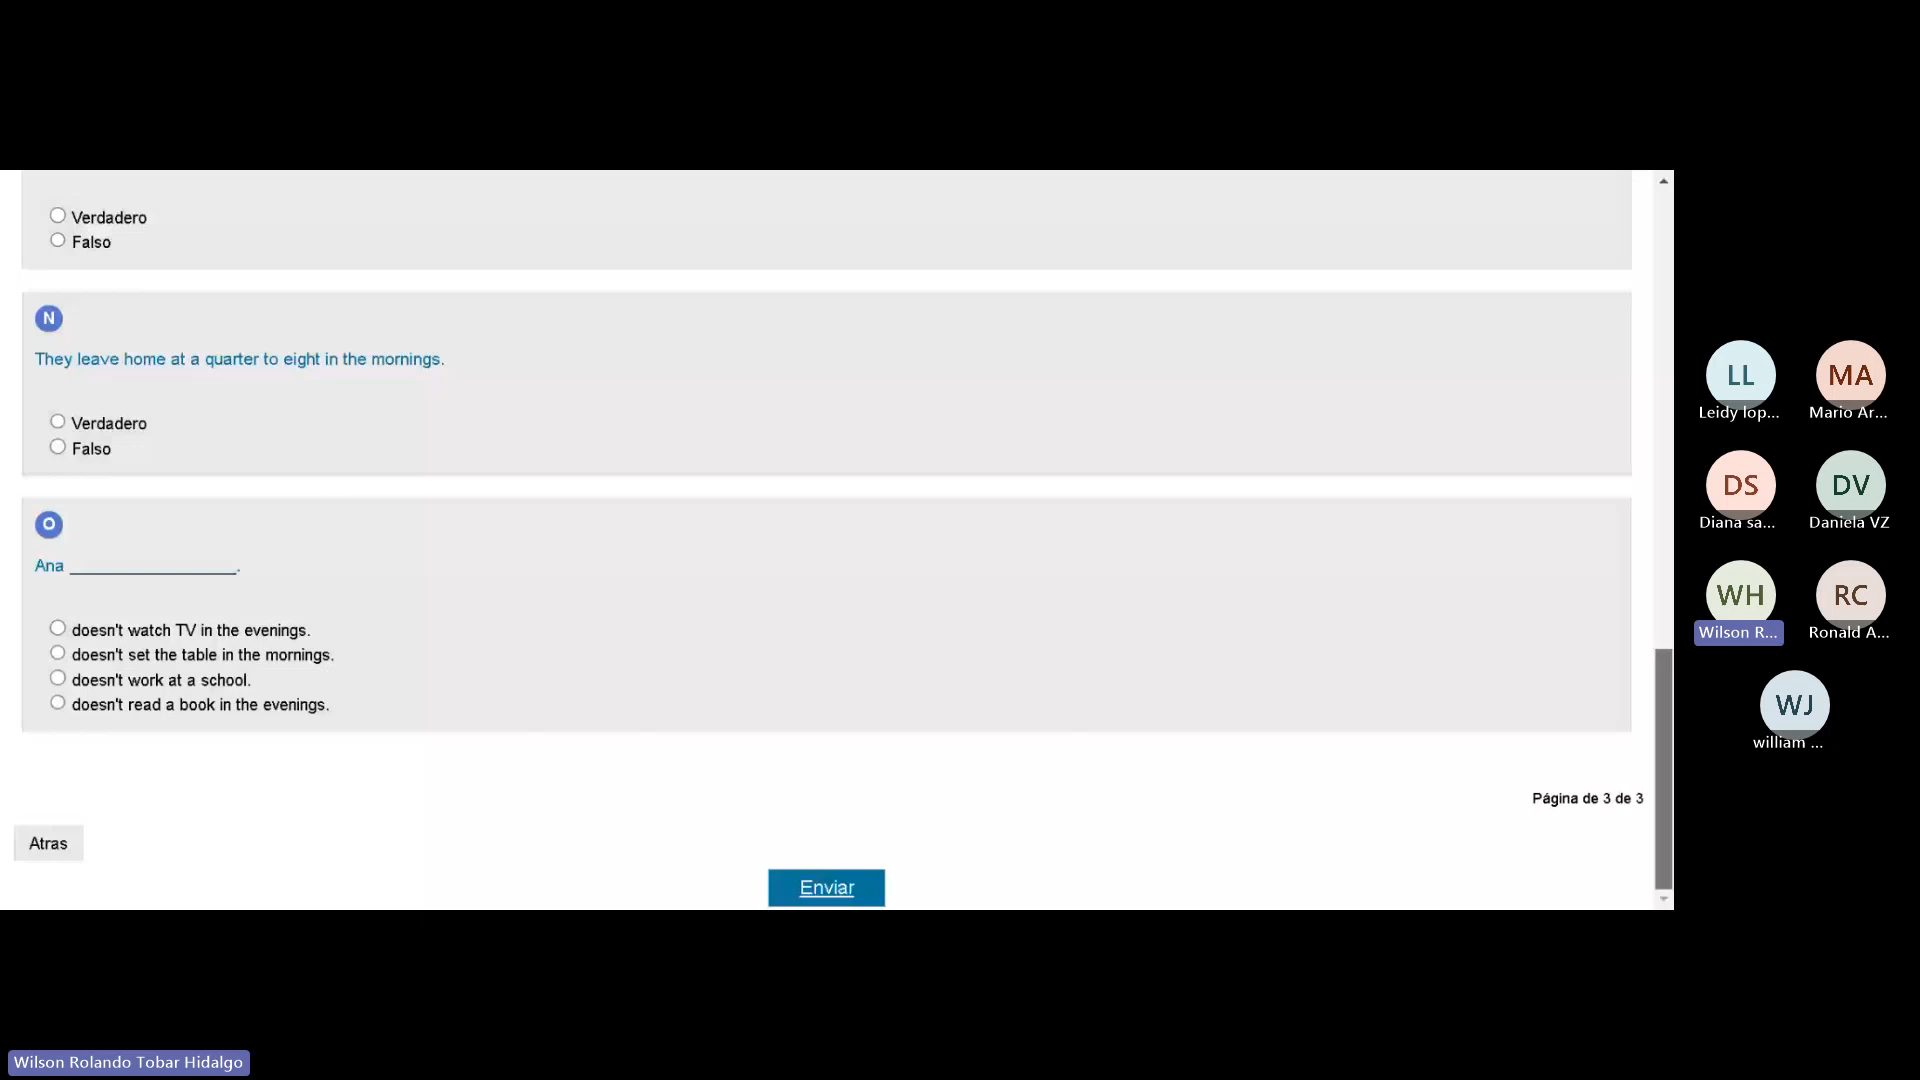 Verdadero
Falso
N
They leave home at a quarter to eight in the mornings.
Verdadero
Falso
O
Ana __________________.
doesn't watch TV in the evenings.
doesn't set the table in the mornings.
doesn't work at a school.
doesn't read a book in the evenings.
Página de 3 de 3
Atras
Enviar
LL
Leidy lop...
MA
Mario Ar...
DS
Diana sa...
DV
Daniela VZ
WH
Wilson R...
RC
Ronald A...
WJ
william ...
Wilson Rolando Tobar Hidalgo